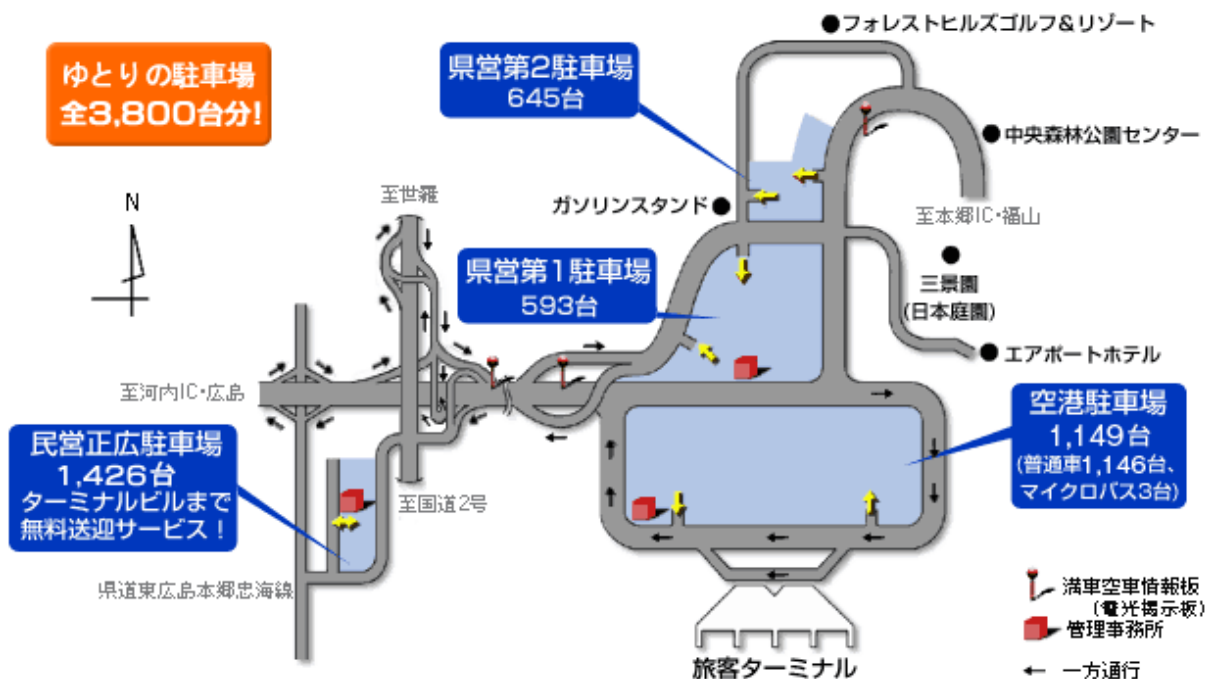 ゆとりの駐車場
全3,800台分!
フォレストヒルズゴルフ&リゾート
県営第2駐車場
645台
中央森林公園センター
N
至世羅
ガソリンスタンド
至本郷IC・福山
県営第1駐車場
593台
三景園
(日本庭園)
エアポートホテル
至河内IC・広島
空港駐車場
1,149台
(普通車1,146台、
マイクロバス3台)
民営正広駐車場
1,426台
ターミナルビルまで
無料送迎サービス!
至国道2号
県道東広島本郷忠海線
満車空車情報板
(電光掲示板)
管理事務所
一方通行
旅客ターミナル